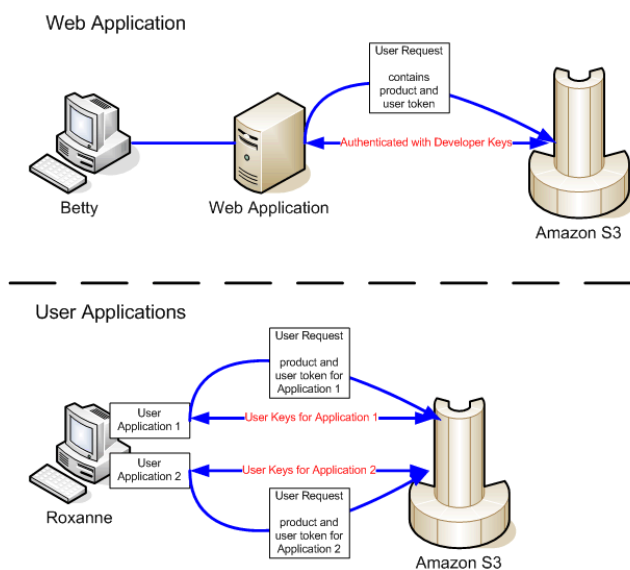 Web Application
User Request
contains
product and
user token
Authenticated with Developer Keys
Betty
Web Application
Amazon S3
User Applications
User Request
product and
user token for
Application 1
User
Application 1
User Keys for Application 1
User
Application 2
User Keys for Application 2
User Request
product and
user token for
Application 2
Roxanne
Amazon S3